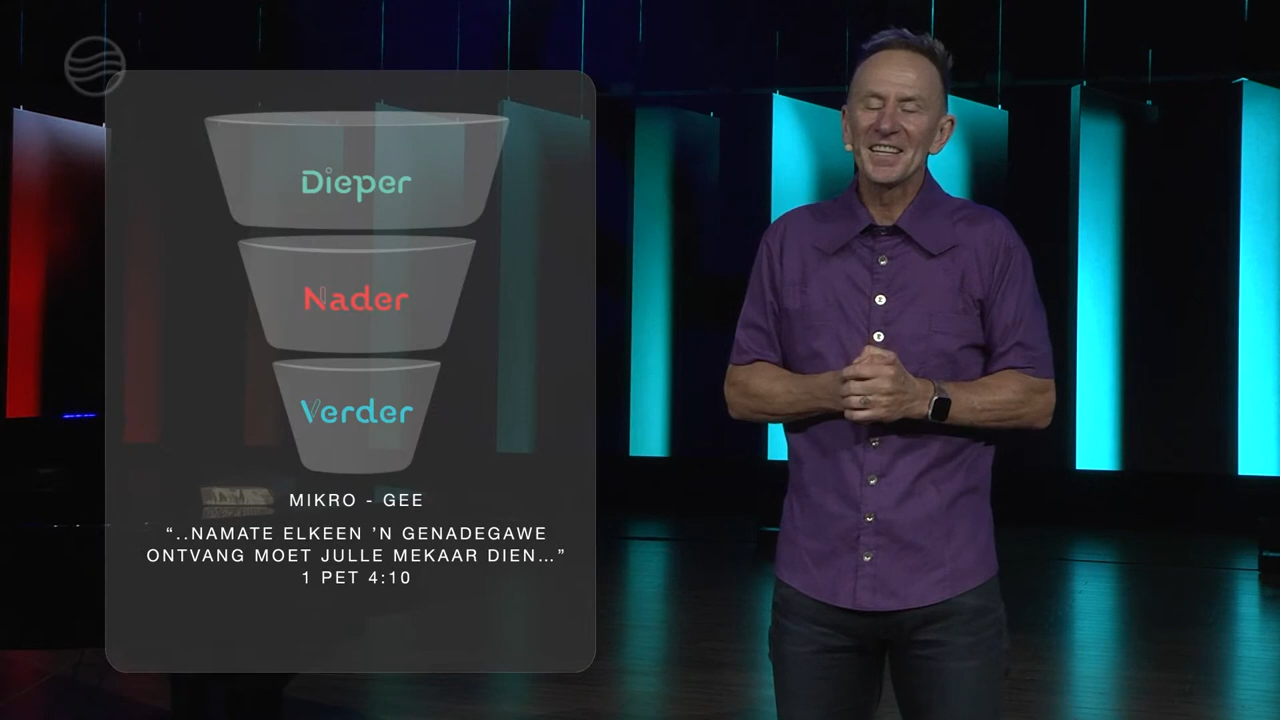 Dieper
Nader
Verder
MIKRO - GEE
“..NAMATE ELKEEN ’N GENADEGAWE
ONTVANG MOET JULLE MEKAAR DIEN...”
1 PET 4:10